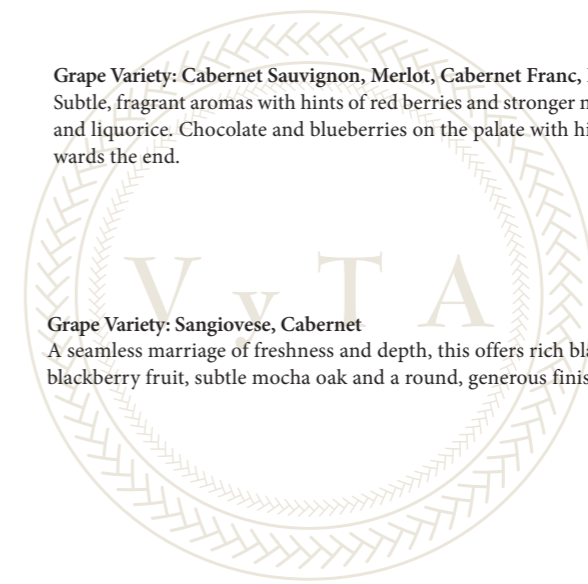 Grape Variety: Cabernet Sauvignon, Merlot, Cabernet Franc,
Subtle, fragrant aromas with hints of red berries and stronger
and liquorice. Chocolate and blueberries on the palate with
wards the end.
VyTA
Grape Variety: Sangiovese, Cabernet
A seamless marriage of freshness and depth, this offers rich
blackberry fruit, subtle mocha oak and a round, generous